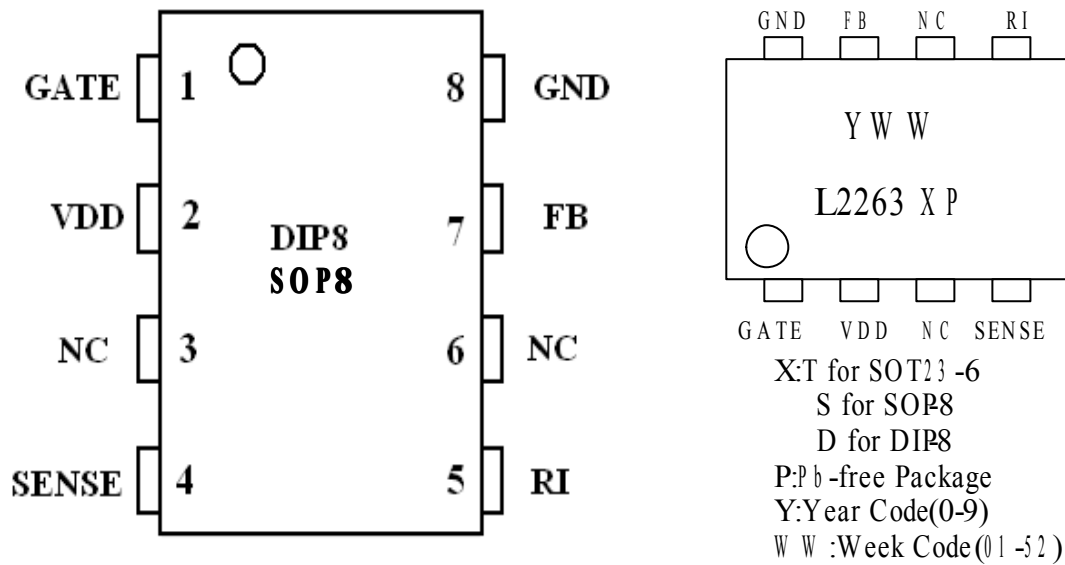 GATE 1 8 GND
VDD 2 7 FB
DIP8
SOP8
NC 3 6 NC
SENSE 4 5 RI
GND FB NC RI
YWW
L2263 XP
GATE VDD NC SENSE
X:T for SOT23-6
S for SOP-8
D for DIP-8
P:Pb-free Package
Y:Year Code(0-9)
WW:Week Code(01-52)